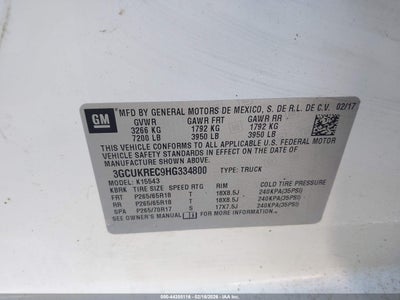 GM
MFD BY GENERAL MOTORS DE MEXICO, S. DE R.L. DE C.V. 02/17
GVWR GAWR FRT GAWR RR
3266 KG 1792 KG 1792 KG
7200 LB 3950 LB 3950 LB
THIS VEHICLE CONFORMS TO ALL APPLICABLE U.S. FEDERAL MOTOR
VEHICLE SAFETY AND THEFT PREVENTION STANDARDS IN EFFECT ON
THE DATE OF MANUFACTURE SHOWN ABOVE.
3GCUKREC9HG334800 TYPE: TRUCK
MODEL: K15543
KBRK TIRE SIZE SPEED RTG RIM COLD TIRE PRESSURE
FRT P265/65R18 T 18X8.5J 240KPA(35PSI)
RR P265/65R18 T 18X8.5J 240KPA(35PSI)
SPA P265/70R17 S 17X7.5J 240KPA(35PSI)
SEE OWNER'S MANUAL FOR ADDITIONAL INFORMATION.